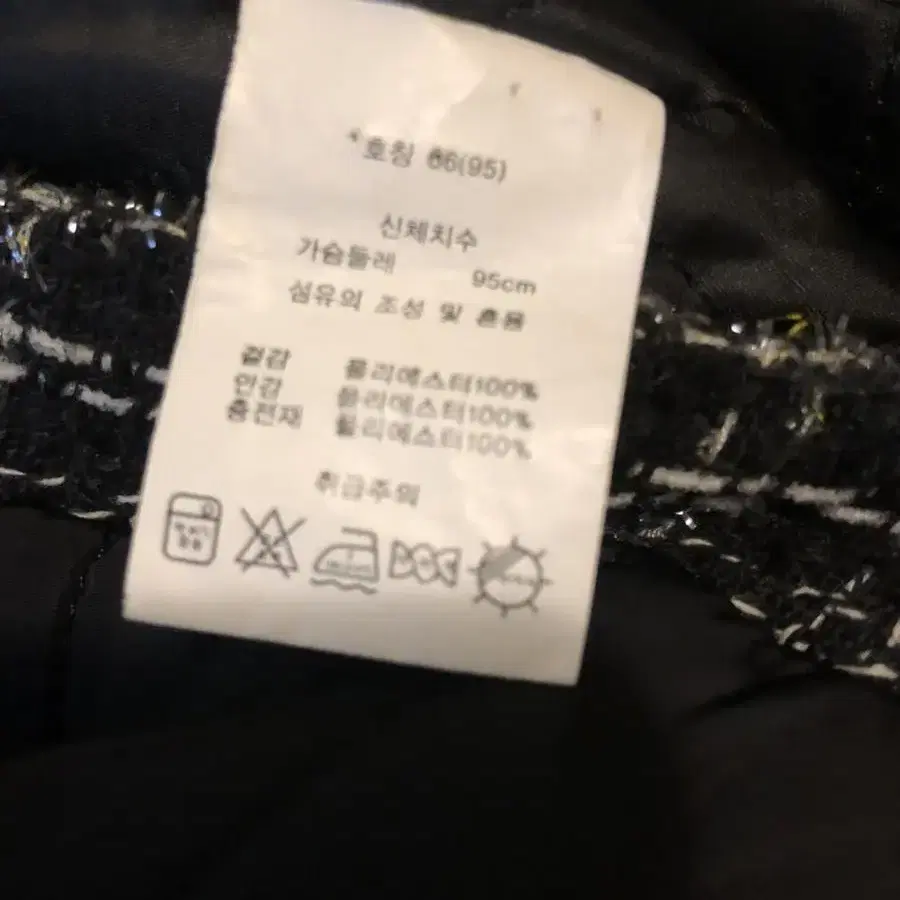 *호칭 66(95)
신체치수
가슴둘레 95cm
섬유의 조성 및 혼용
겉감 폴리에스터100%
안감 폴리에스터100%
충전재 폴리에스터100%
취급주의